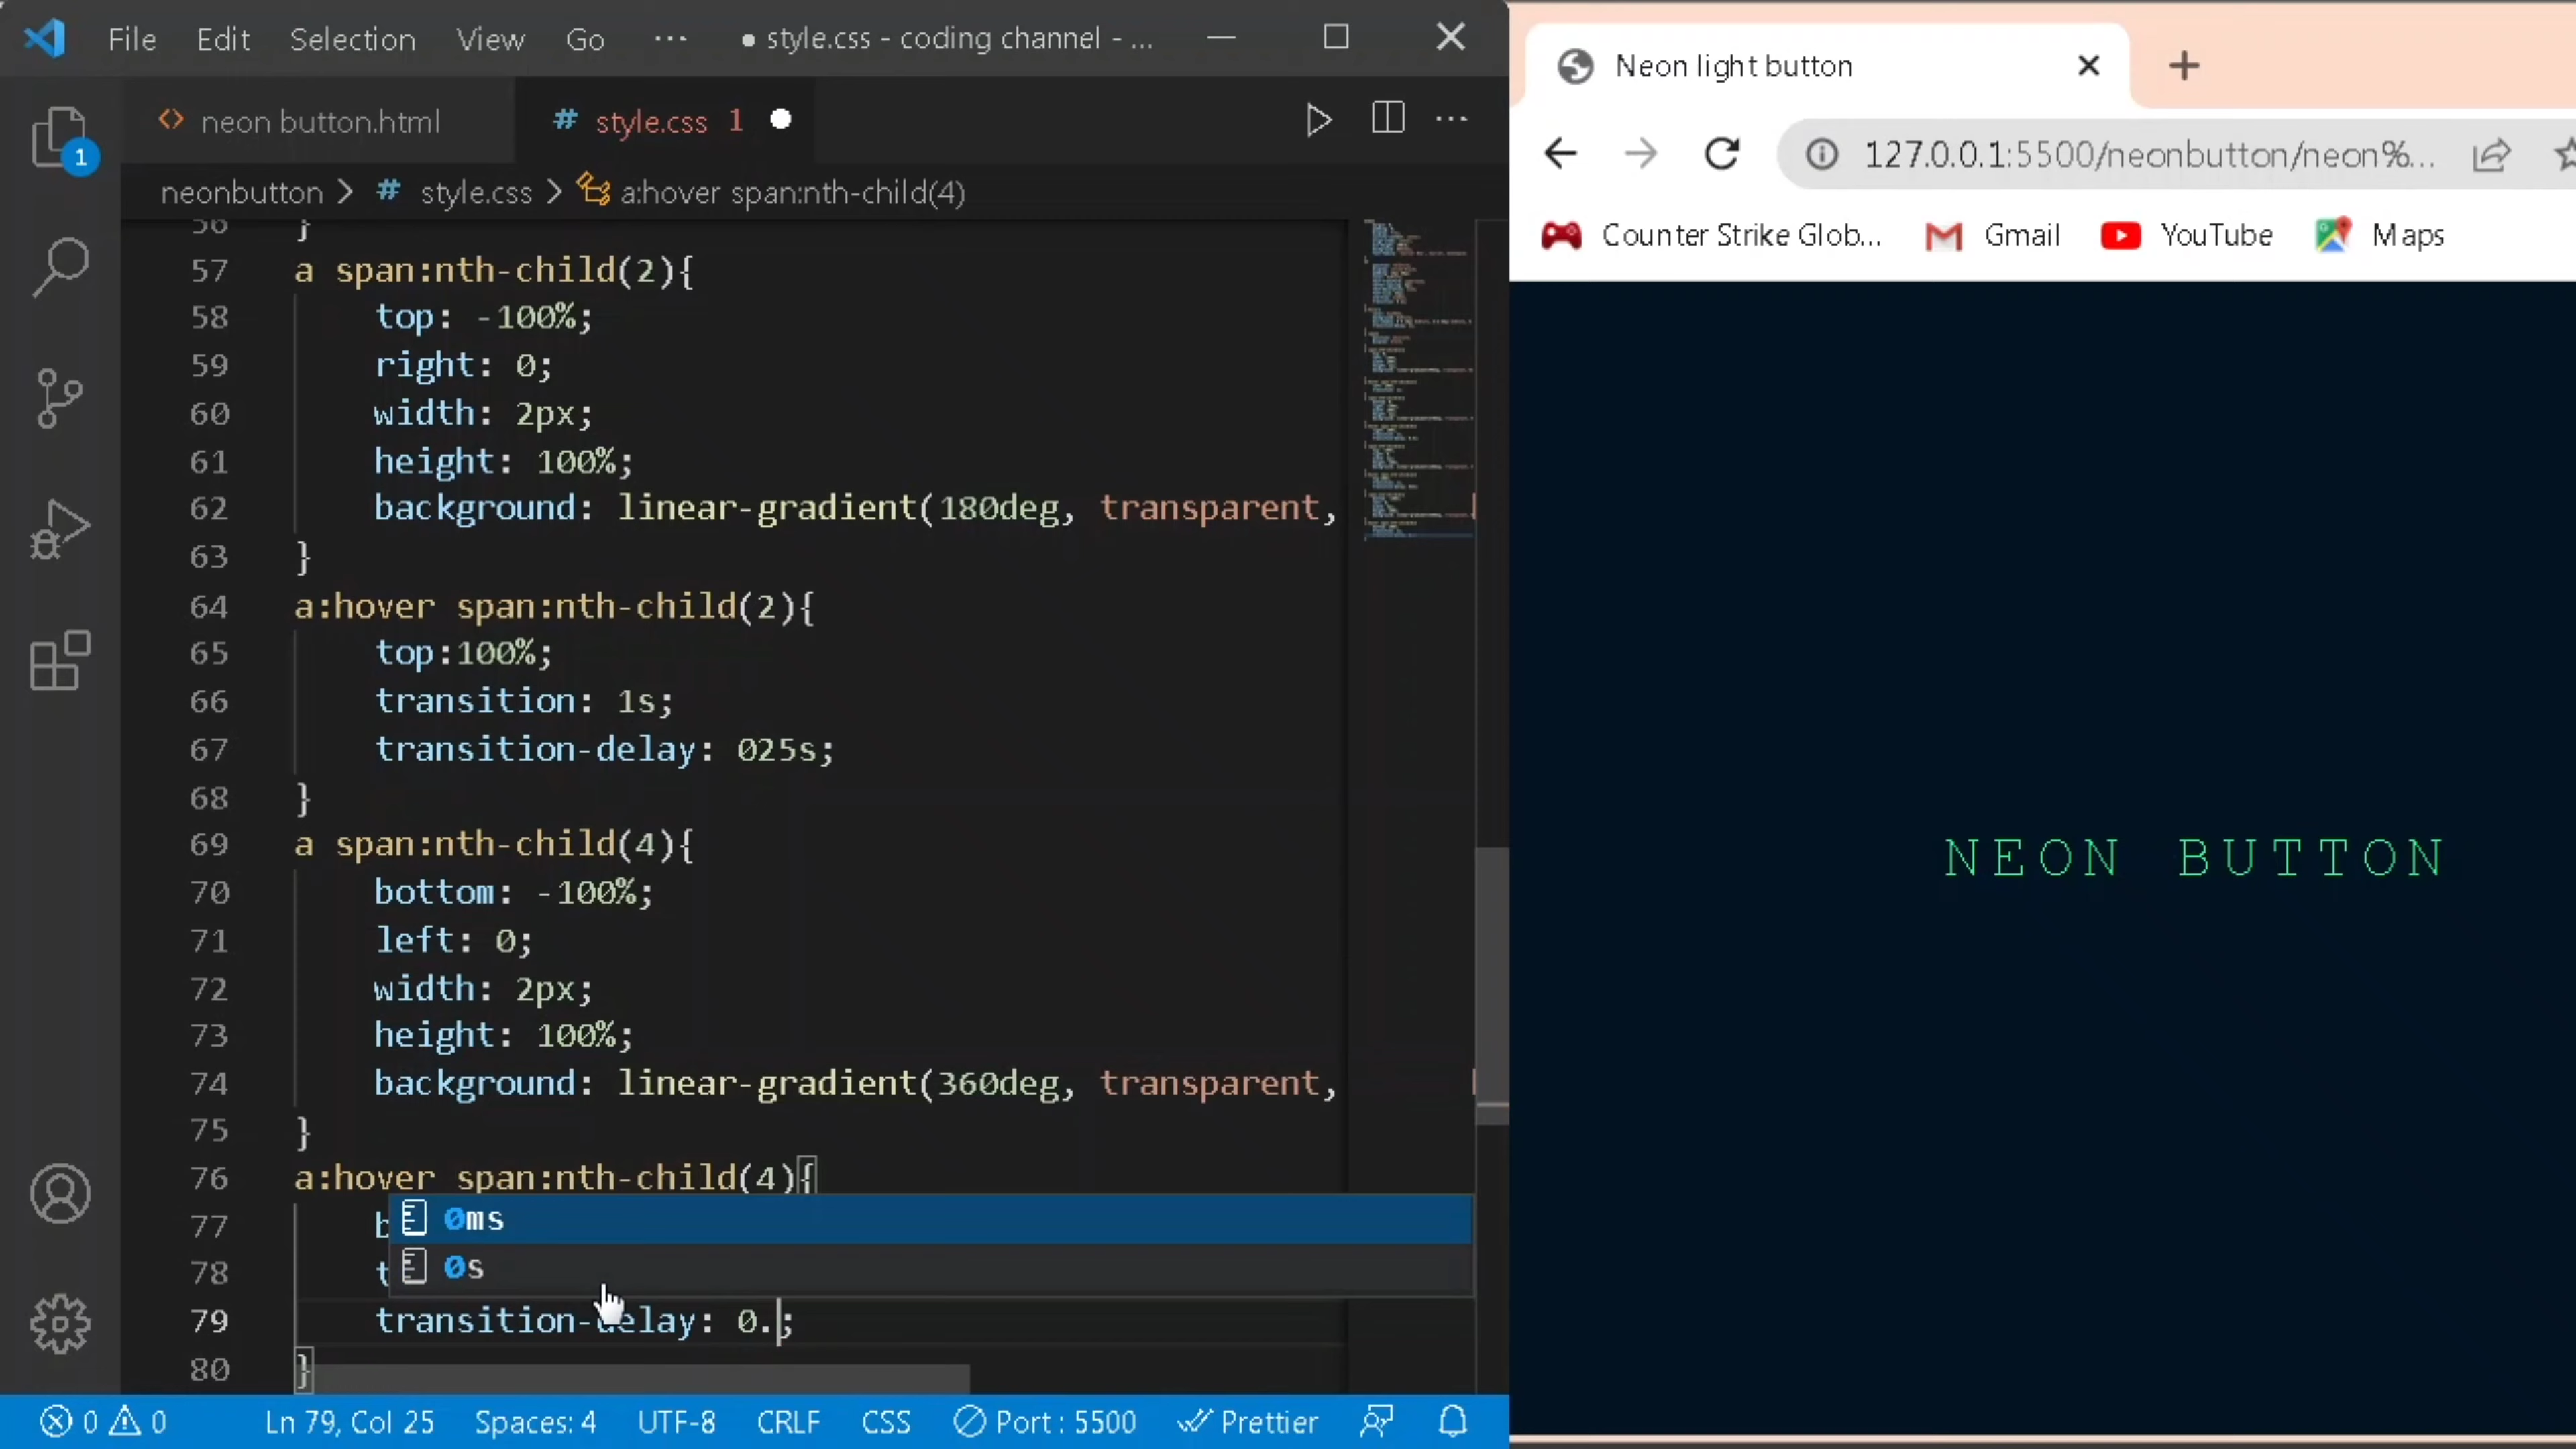 File Edit Selection View Go ··· ● style.css - coding channel - ...
neon button.html
# style.css 1
neonbutton > # style.css > a:hover span:nth-child(4)
56 }
57 a span:nth-child(2){
58 top: -100%;
59 right: 0;
60 width: 2px;
61 height: 100%;
62 background: linear-gradient(180deg, transparent,
63 }
64 a:hover span:nth-child(2){
65 top:100%;
66 transition: 1s;
67 transition-delay: 025s;
68 }
69 a span:nth-child(4){
70 bottom: -100%;
71 left: 0;
72 width: 2px;
73 height: 100%;
74 background: linear-gradient(360deg, transparent,
75 }
76 a:hover span:nth-child(4){
77 b
78 t
0ms
0s
79 transition-delay: 0.;
80 }
1
0 0 Ln 79, Col 25 Spaces: 4 UTF-8 CRLF CSS Port : 5500 Prettier
Neon light button
127.0.0.1:5500/neonbutton/neon%...
Counter Strike Glob... Gmail YouTube Maps
NEON BUTTON